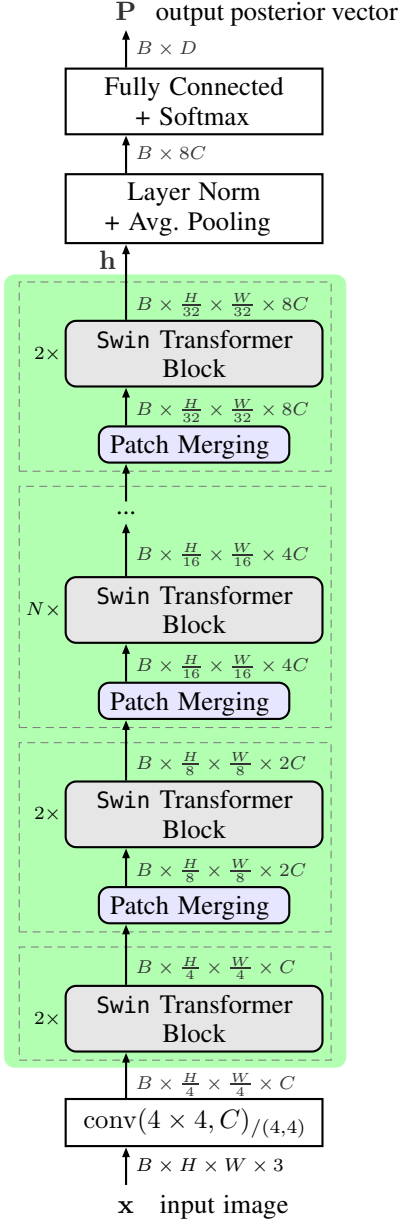 P output posterior vector
B × D
Fully Connected
+ Softmax
B × 8C
Layer Norm
+ Avg. Pooling
h
B × H/32 × W/32 × 8C
2×
Swin Transformer
Block
B × H/32 × W/32 × 8C
Patch Merging
...
B × H/16 × W/16 × 4C
N×
Swin Transformer
Block
B × H/16 × W/16 × 4C
Patch Merging
B × H/8 × W/8 × 2C
2×
Swin Transformer
Block
B × H/8 × W/8 × 2C
Patch Merging
B × H/4 × W/4 × C
2×
Swin Transformer
Block
B × H/4 × W/4 × C
conv(4 × 4, C)/(4,4)
B × H × W × 3
x input image